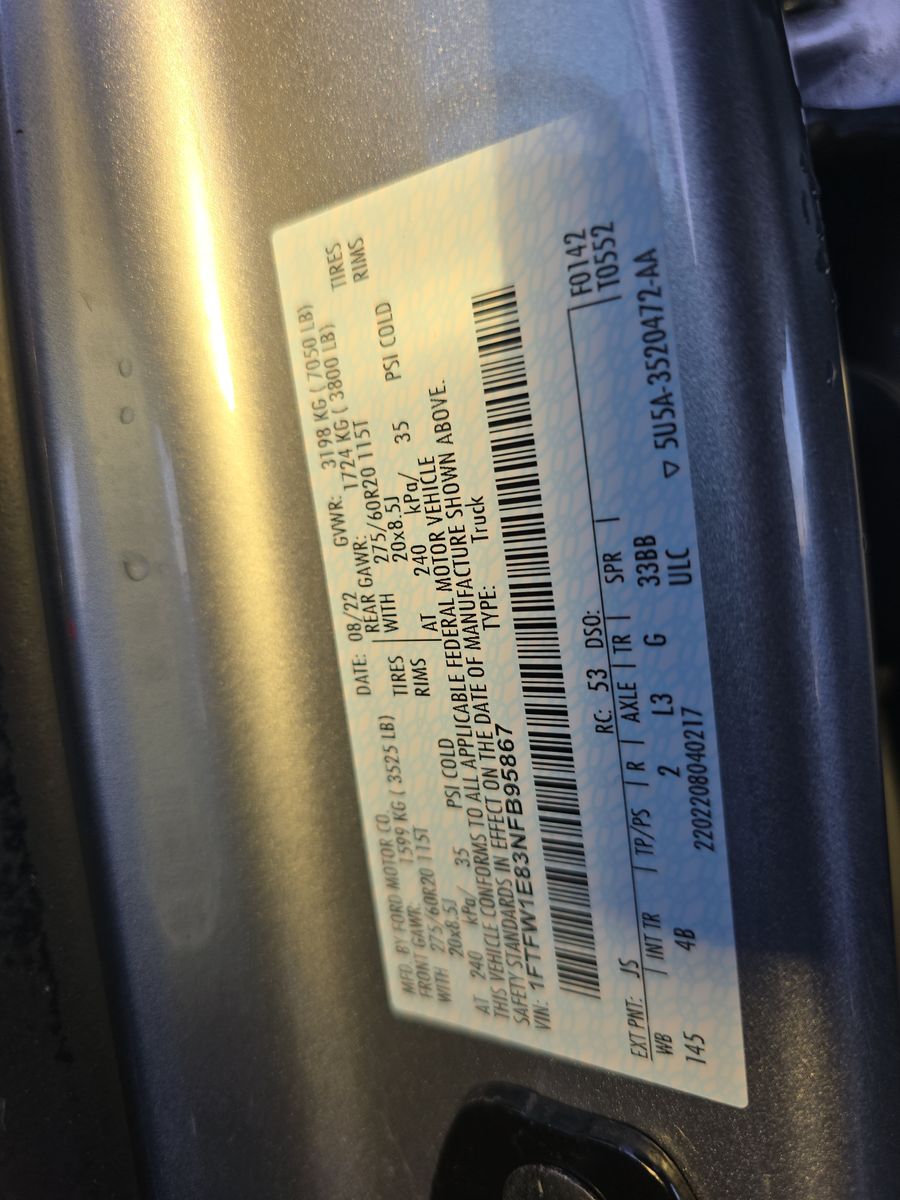 MFD. BY FORD MOTOR CO.
DATE: 08/22 GVWR: 3198 KG ( 7050 LB)
FRONT GAWR: 1599 KG ( 3525 LB) REAR GAWR: 1724 KG ( 3800 LB)
WITH 275/60R20 115T TIRES WITH 275/60R20 115T TIRES
20x8.5J RIMS 20x8.5J RIMS
AT 240 kPa/ 35 PSI COLD AT 240 kPa/ 35 PSI COLD
THIS VEHICLE CONFORMS TO ALL APPLICABLE FEDERAL MOTOR VEHICLE
SAFETY STANDARDS IN EFFECT ON THE DATE OF MANUFACTURE SHOWN ABOVE.
VIN: 1FTFW1E83NFB95867 TYPE: Truck
F0142
EXT PNT: JS RC: 53 DSO: T0552
WB INT TR TP/PS R AXLE TR SPR
145 4B 2 L3 G 33BB
2202208040217 ULC ▽ 5U5A-3520472-AA